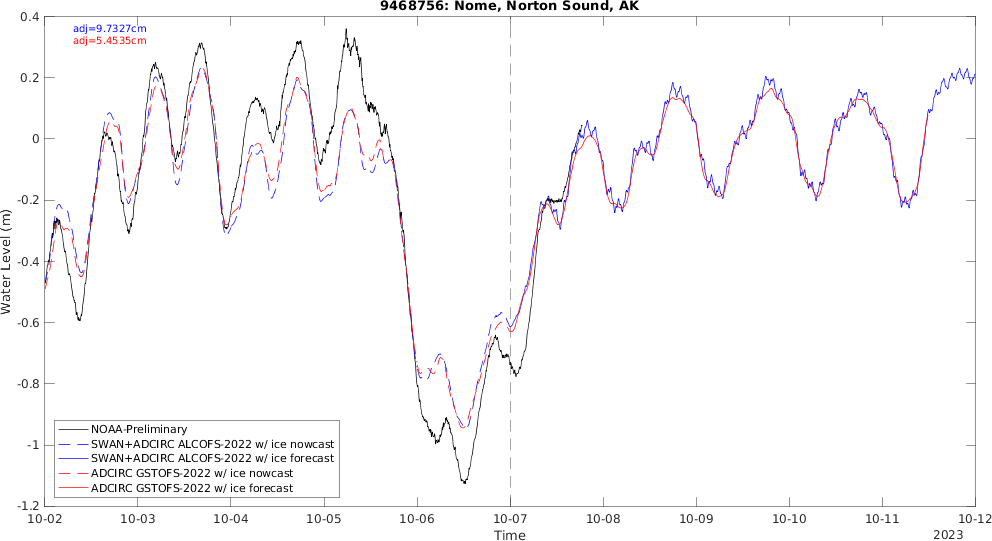 9468756: Nome, Norton Sound, AK
adj=9.7327cm
adj=5.4535cm
0.4
0.2
0
-0.2
-0.4
-0.6
-0.8
-1
-1.2
Water Level (m)
NOAA-Preliminary
SWAN+ADCIRC ALCOFS-2022 w/ ice nowcast
SWAN+ADCIRC ALCOFS-2022 w/ ice forecast
ADCIRC GSTOFS-2022 w/ ice nowcast
ADCIRC GSTOFS-2022 w/ ice forecast
10-02 10-03 10-04 10-05 10-06 10-07 10-08 10-09 10-10 10-11 10-12
Time
2023